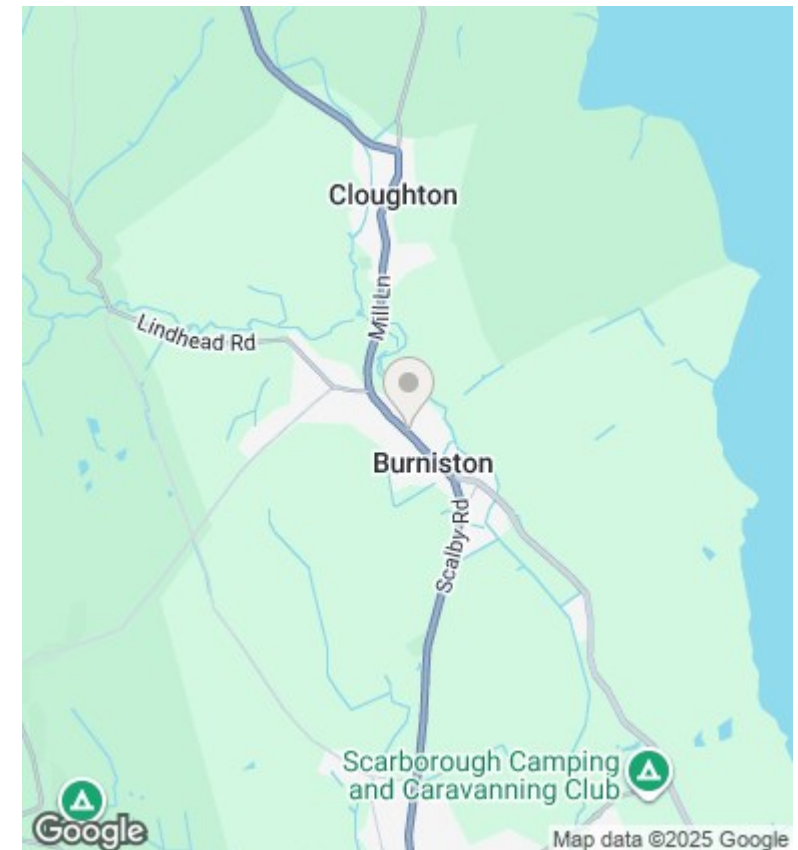 Cloughton
Mill Ln
Lindhead Rd
Burniston
Scalby Rd
Scarborough Camping
and Caravanning Club
Google
Map data ©2025 Google